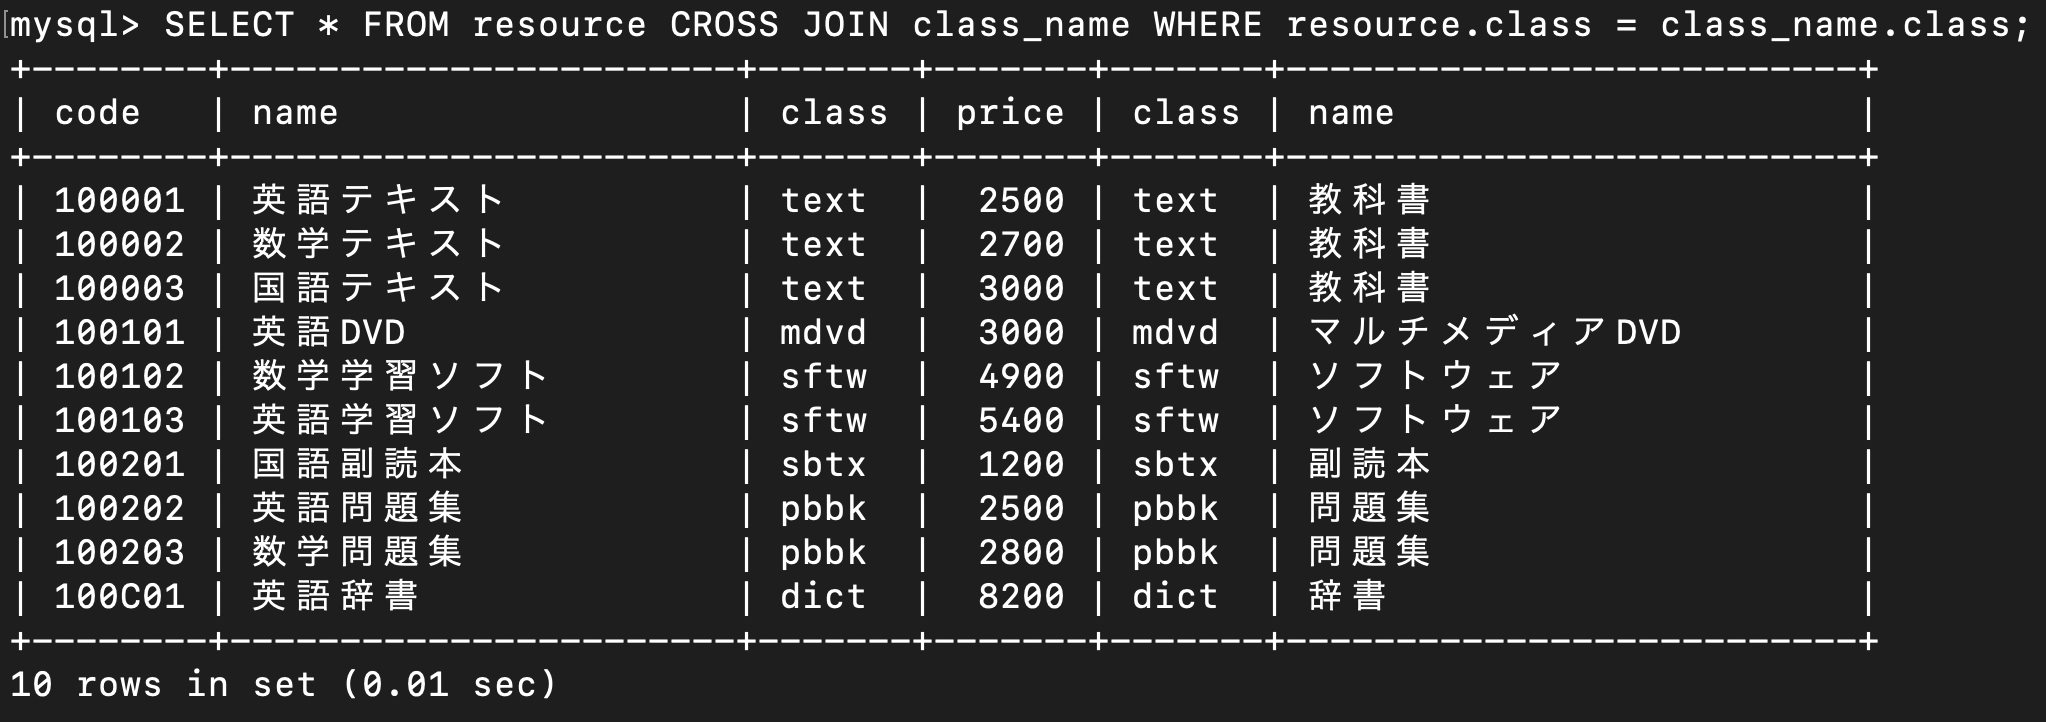 mysql> SELECT * FROM resource CROSS JOIN class_name WHERE resource.class = class_name.class;
+--------+-----------------------+-------+-------+-------+--------------------------+
| code   | name                  | class | price | class | name                     |
+--------+-----------------------+-------+-------+-------+--------------------------+
| 100001 | 英語テキスト          | text  |  2500 | text  | 教科書                   |
| 100002 | 数学テキスト          | text  |  2700 | text  | 教科書                   |
| 100003 | 国語テキスト          | text  |  3000 | text  | 教科書                   |
| 100101 | 英語DVD               | mdvd  |  3000 | mdvd  | マルチメディアDVD        |
| 100102 | 数学学習ソフト        | sftw  |  4900 | sftw  | ソフトウェア             |
| 100103 | 英語学習ソフト        | sftw  |  5400 | sftw  | ソフトウェア             |
| 100201 | 国語副読本            | sbtx  |  1200 | sbtx  | 副読本                   |
| 100202 | 英語問題集            | pbbk  |  2500 | pbbk  | 問題集                   |
| 100203 | 数学問題集            | pbbk  |  2800 | pbbk  | 問題集                   |
| 100C01 | 英語辞書              | dict  |  8200 | dict  | 辞書                     |
+--------+-----------------------+-------+-------+-------+--------------------------+
10 rows in set (0.01 sec)